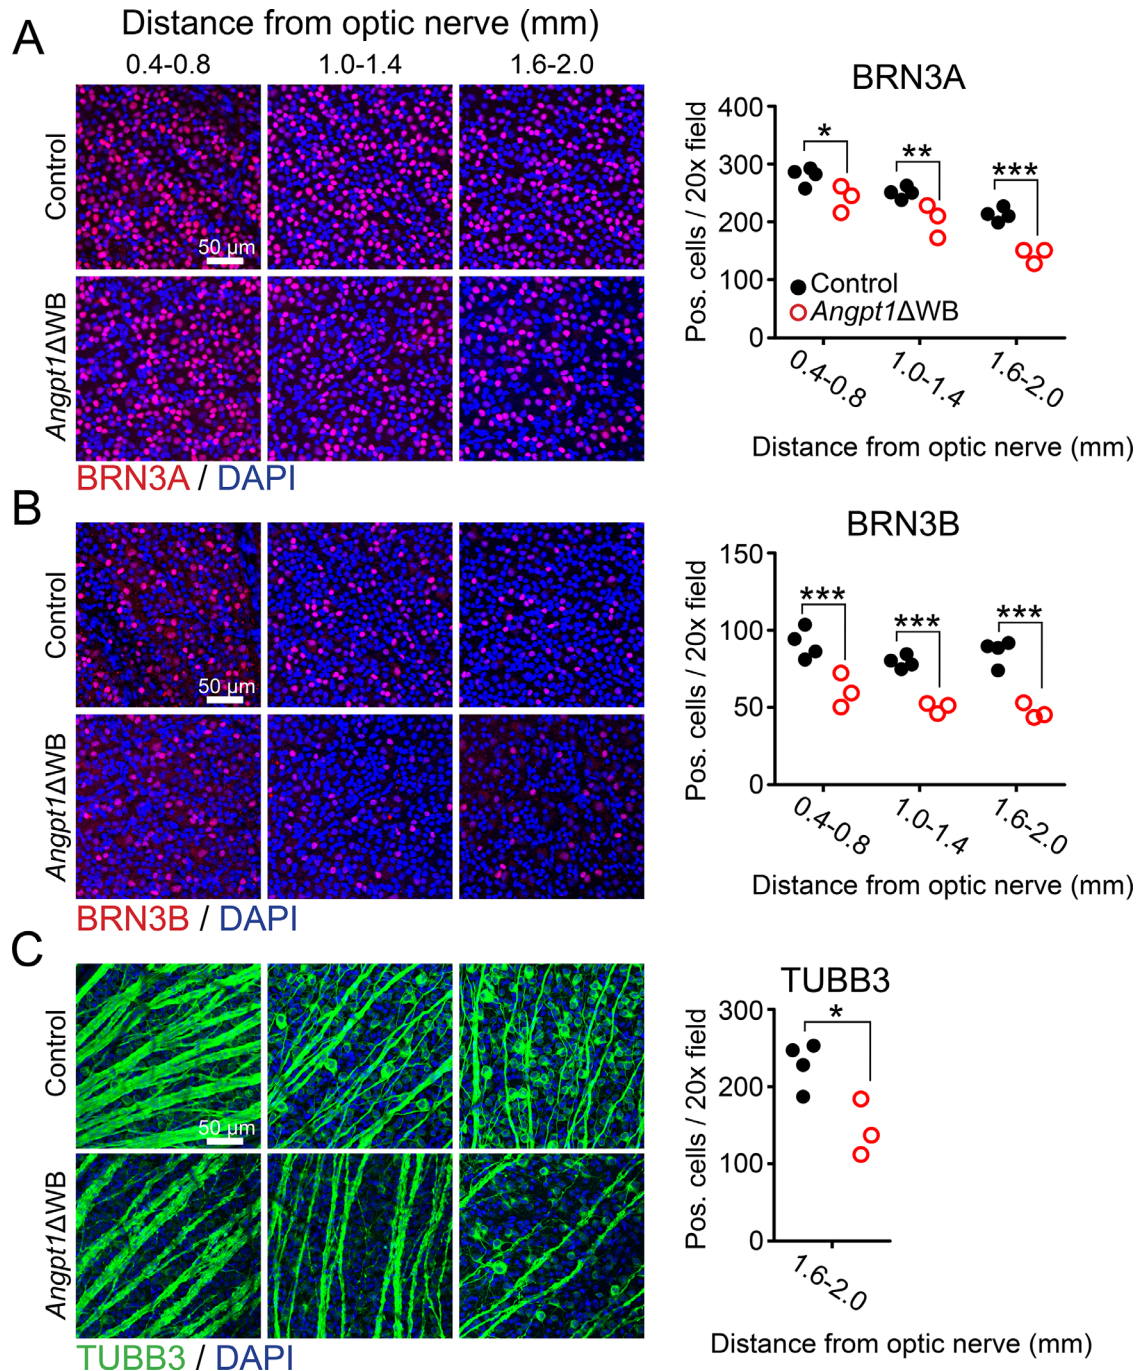 A
Distance from optic nerve (mm)
0.4-0.8 1.0-1.4 1.6-2.0
Control
50 µm
Angpt1ΔWB
BRN3A / DAPI
BRN3A
Pos. cells / 20x field
400
300
200
100
0
* ** ***
Control
Angpt1ΔWB
0.4-0.8 1.0-1.4 1.6-2.0
Distance from optic nerve (mm)
B
Control
50 µm
Angpt1ΔWB
BRN3B / DAPI
BRN3B
Pos. cells / 20x field
150
100
50
0
*** *** ***
0.4-0.8 1.0-1.4 1.6-2.0
Distance from optic nerve (mm)
C
Control
50 µm
Angpt1ΔWB
TUBB3 / DAPI
TUBB3
Pos. cells / 20x field
300
200
100
0
*
1.6-2.0
Distance from optic nerve (mm)